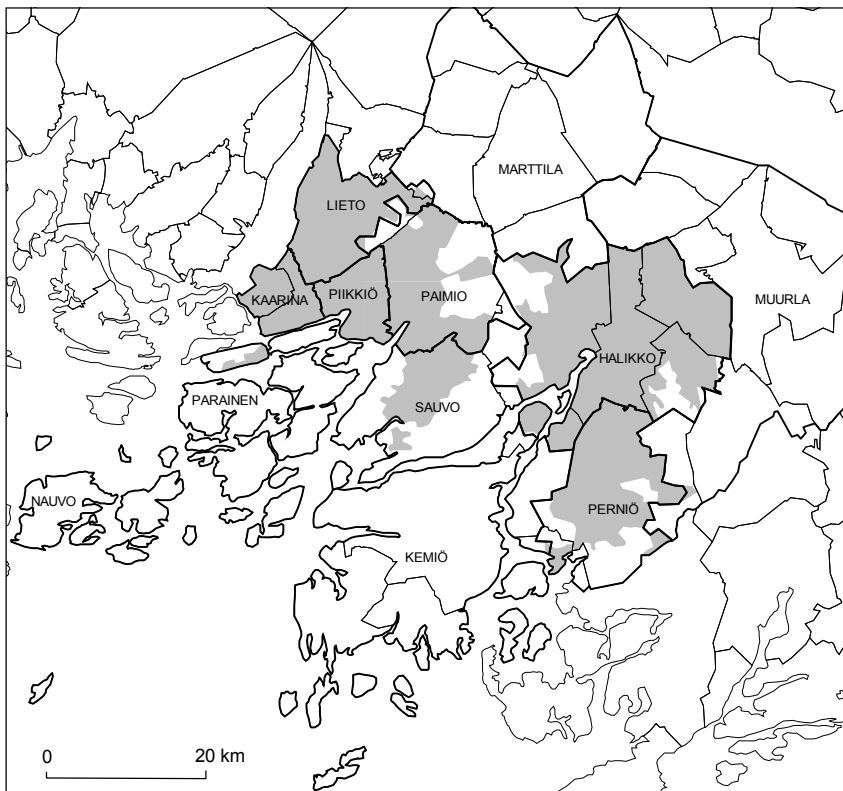 MARTTILA
LIETO
KAARINA
PIIKKIÖ
PAIMIO
MUURLA
HALIKKO
PARAINEN
SAUVO
NAUVO
PERNIÖ
KEMIÖ
0 20 km